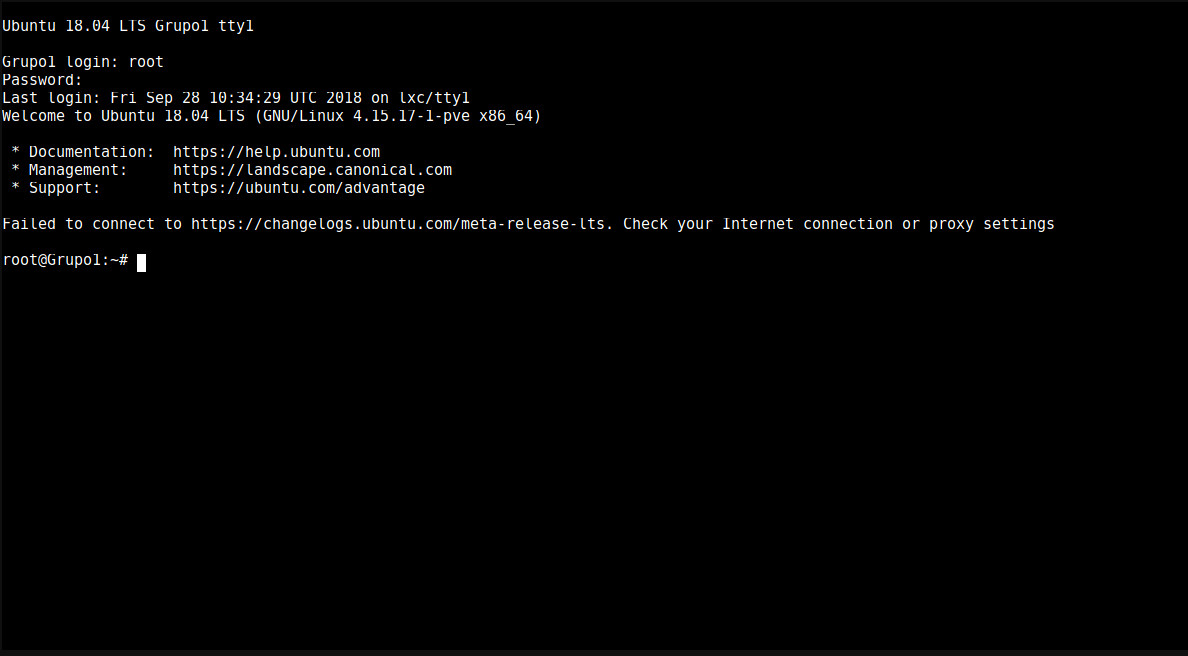 Ubuntu 18.04 LTS Grupo1 tty1
Grupo1 login: root
Password:
Last login: Fri Sep 28 10:34:29 UTC 2018 on lxc/tty1
Welcome to Ubuntu 18.04 LTS (GNU/Linux 4.15.17-1-pve x86_64)
* Documentation:  https://help.ubuntu.com
* Management:     https://landscape.canonical.com
* Support:        https://ubuntu.com/advantage
Failed to connect to https://changelogs.ubuntu.com/meta-release-lts. Check your Internet connection or proxy settings
root@Grupo1:~#